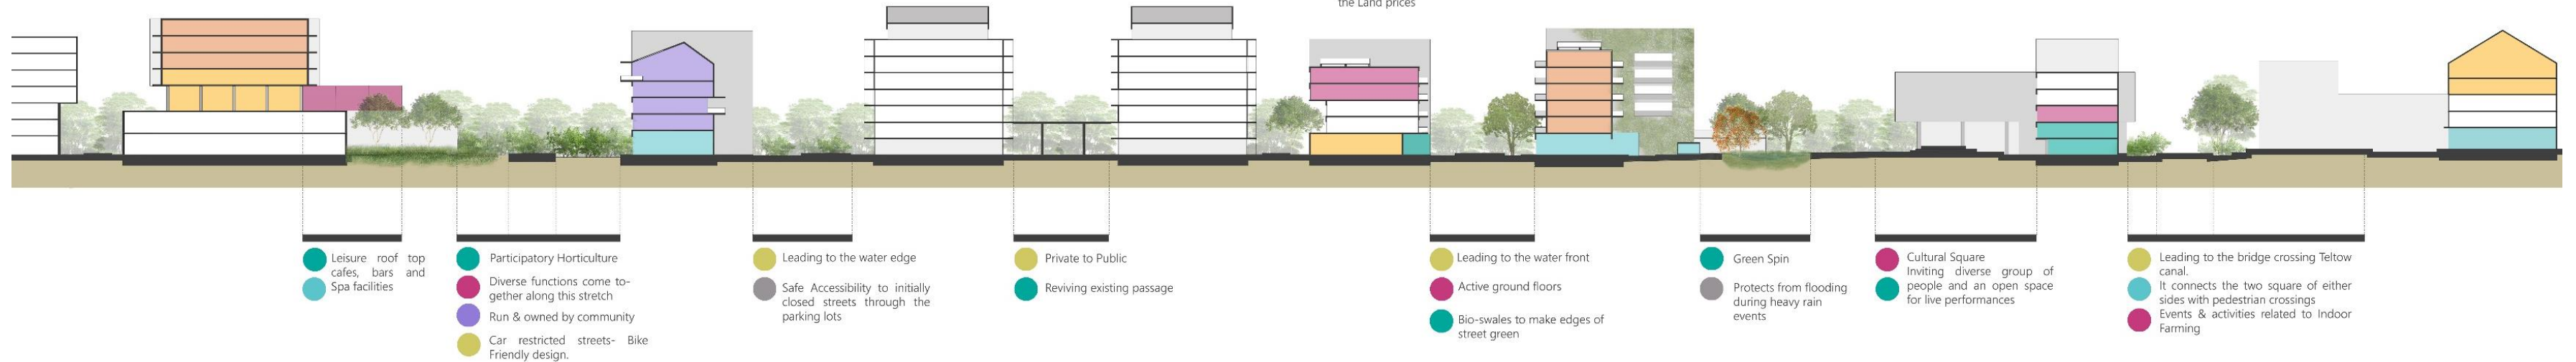 the Land prices
Leisure roof top
cafes, bars and
Spa facilities
Participatory Horticulture
Diverse functions come to-
gether along this stretch
Run & owned by community
Car restricted streets- Bike
Friendly design.
Leading to the water edge
Safe Accessibility to initially
closed streets through the
parking lots
Private to Public
Reviving existing passage
Leading to the water front
Active ground floors
Bio-swales to make edges of
street green
Green Spin
Protects from flooding
during heavy rain
events
Cultural Square
Inviting diverse group of
people and an open space
for live performances
Leading to the bridge crossing Teltow
canal.
It connects the two square of either
sides with pedestrian crossings
Events & activities related to Indoor
Farming